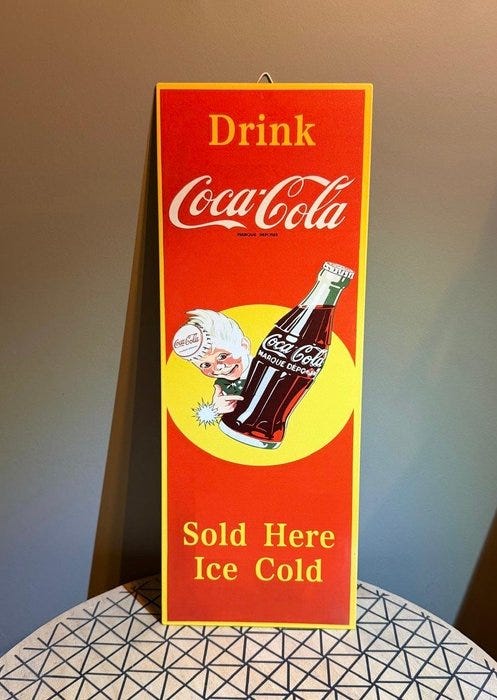 Drink
Coca-Cola
MARQUE DÉPOSÉE
Coca-Cola
Coca-Cola
MARQUE DÉPOSÉE
Sold Here
Ice Cold